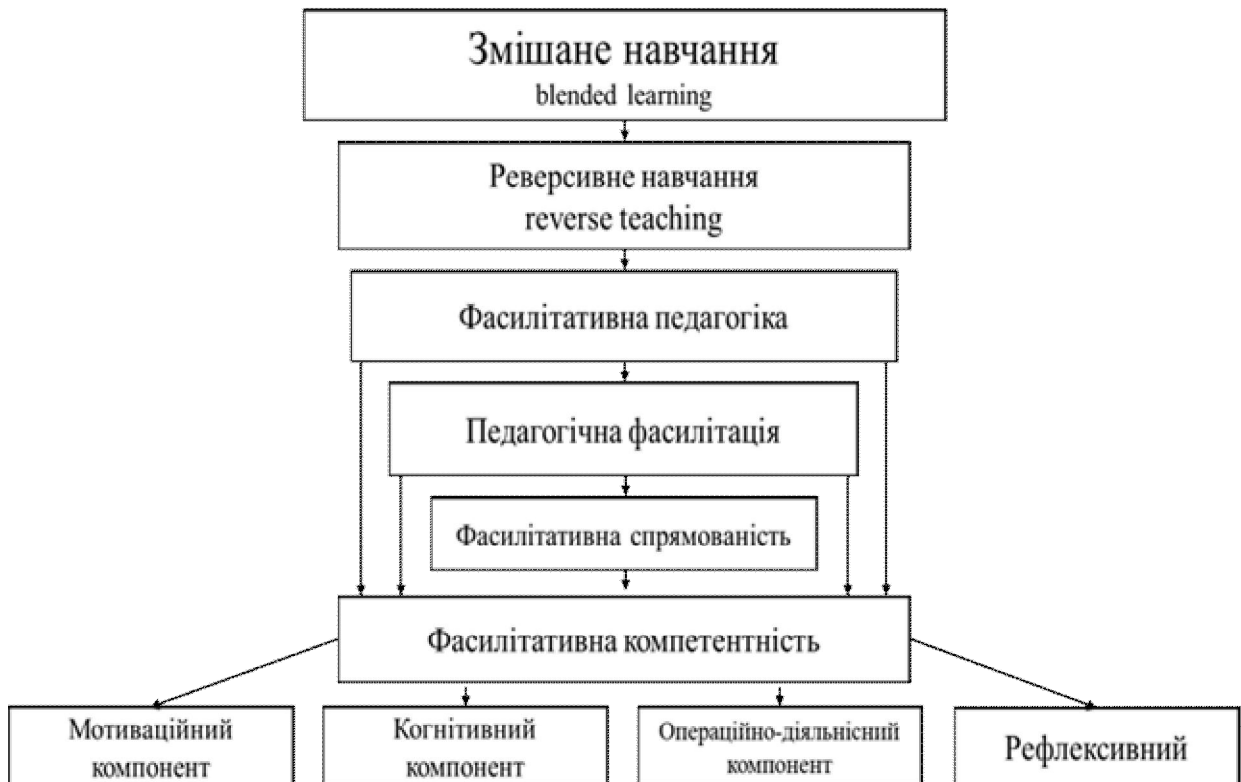 Змішане навчання
blended learning
Реверсивне навчання
reverse teaching
Фасилітативна педагогіка
Педагогічна фасилітація
Фасилітативна спрямованість
Фасилітативна компетентність
Мотиваційний
компонент
Когнітивний
компонент
Операційно-діяльнісний
компонент
Рефлексивний